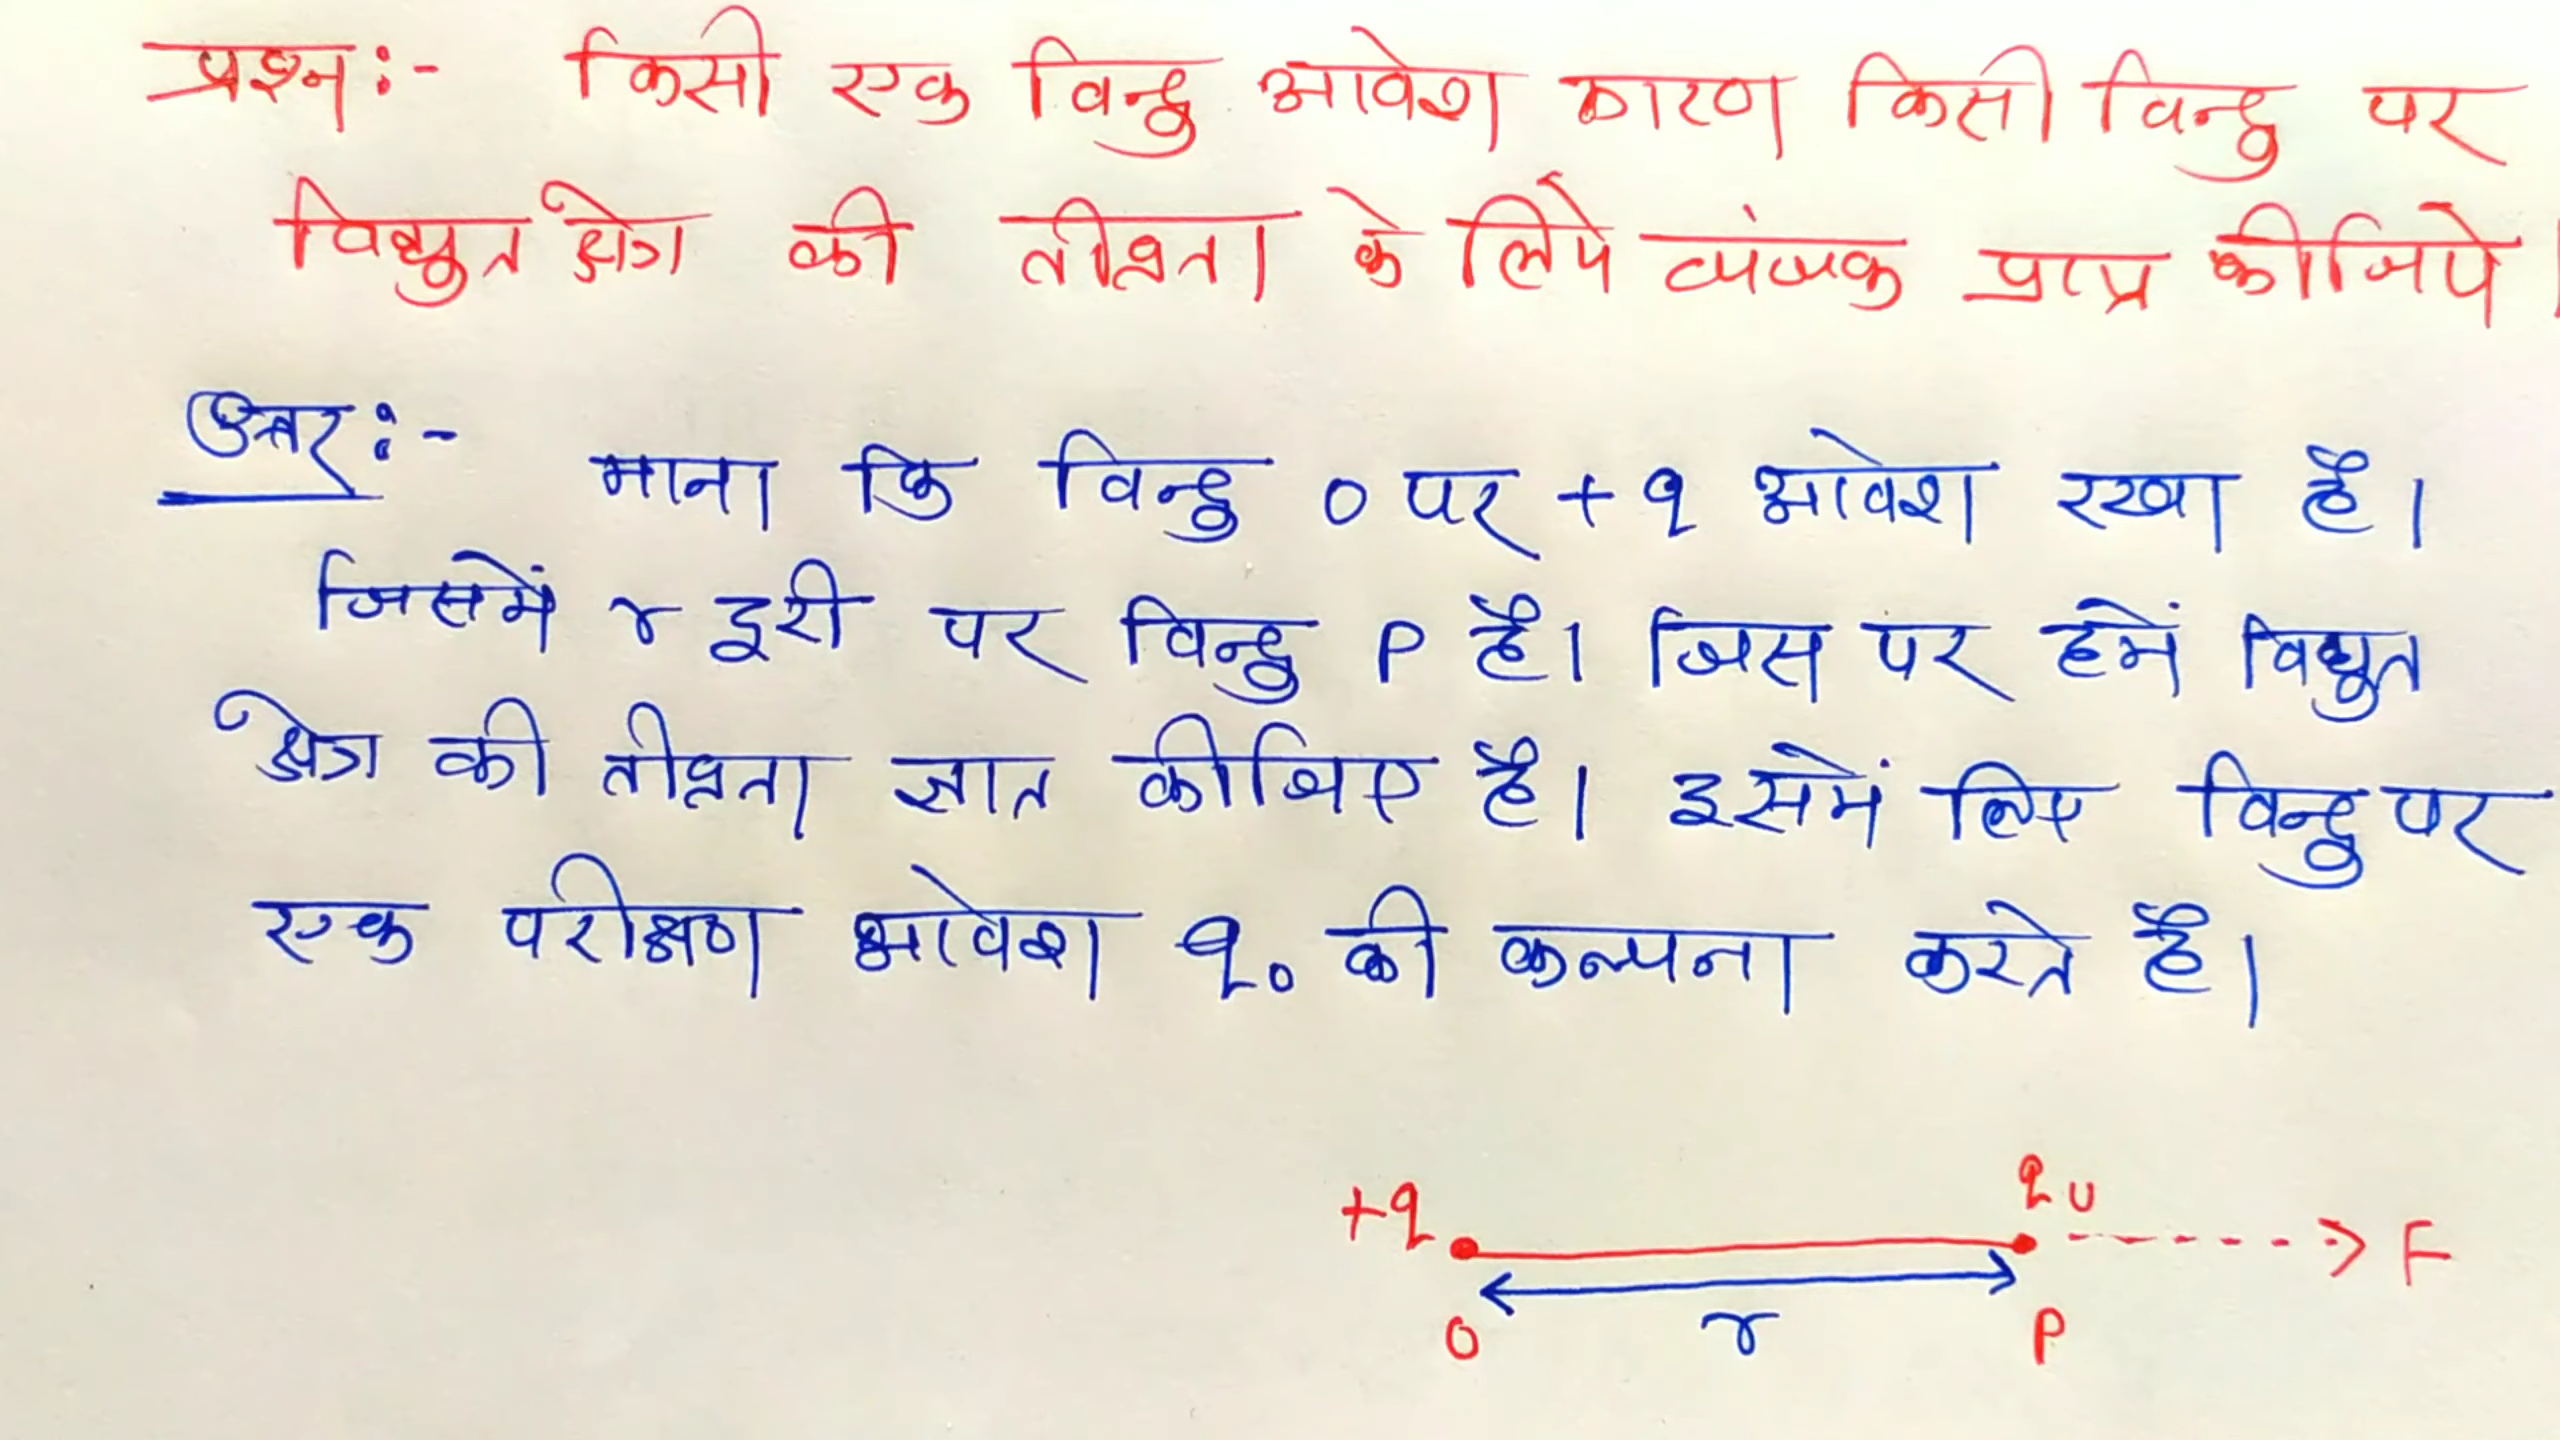 प्रश्न:- किसी एक विन्दु आवेश कारण किसी विन्दु पर
विद्युत क्षेत्र की तीव्रता के लिये व्यंजक प्राप्त कीजिये।
उत्तर:- माना कि विन्दु O पर +q आवेश रखा है।
जिसमें r दूरी पर विन्दु P है। जिस पर हमें विद्युत
क्षेत्र की तीव्रता ज्ञात कीजिए है। इसमें लिए विन्दु पर
एक परीक्षण आवेश q₀ की कल्पना करते है।
+q q₀ F
O r P